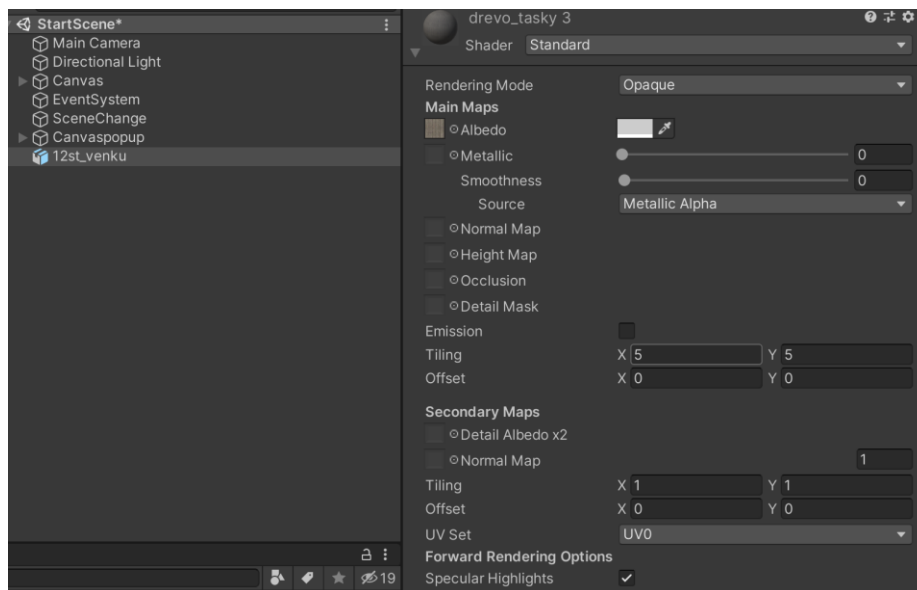 StartScene*
Main Camera
Directional Light
Canvas
EventSystem
SceneChange
Canvaspopup
12st_venku
19
drevo_tasky 3
Shader Standard
Rendering Mode Opaque
Main Maps
Albedo
Metallic 0
Smoothness 0
Source Metallic Alpha
Normal Map
Height Map
Occlusion
Detail Mask
Emission
Tiling X 5 Y 5
Offset X 0 Y 0
Secondary Maps
Detail Albedo x2
Normal Map 1
Tiling X 1 Y 1
Offset X 0 Y 0
UV Set UV0
Forward Rendering Options
Specular Highlights